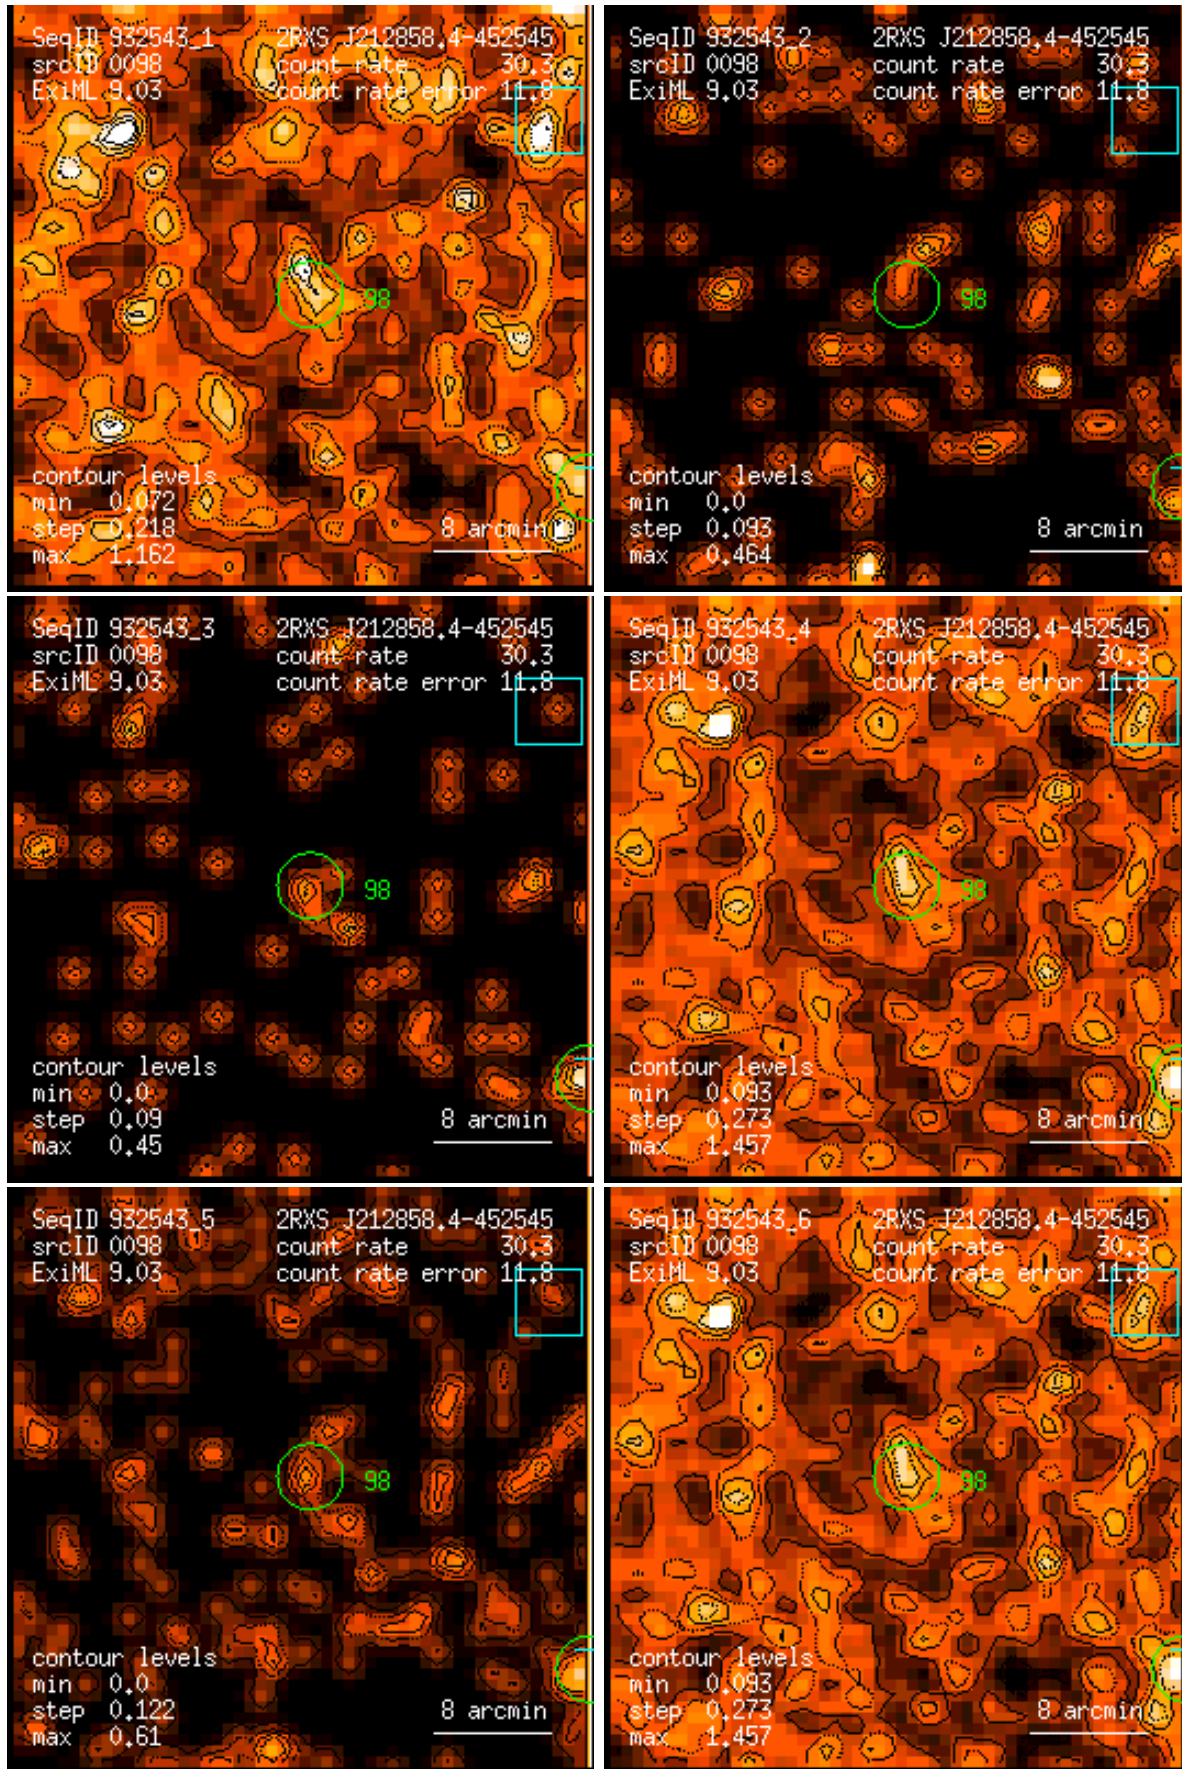 SeqID 932543_1 2RXS J212858.4-452545
srcID 0098 count rate 30.3
ExiML 9.03 count rate error 11.8
98
contour levels
min 0.072
step 0.218 8 arcmin
max 1.162
SeqID 932543_2 2RXS J212858.4-452545
srcID 0098 count rate 30.3
ExiML 9.03 count rate error 11.8
98
contour levels
min 0.0
step 0.093 8 arcmin
max 0.464
SeqID 932543_3 2RXS J212858.4-452545
srcID 0098 count rate 30.3
ExiML 9.03 count rate error 11.8
98
contour levels
min 0.0
step 0.09 8 arcmin
max 0.45
SeqID 932543_4 2RXS J212858.4-452545
srcID 0098 count rate 30.3
ExiML 9.03 count rate error 11.8
98
contour levels
min 0.093
step 0.273 8 arcmin
max 1.457
SeqID 932543_5 2RXS J212858.4-452545
srcID 0098 count rate 30.3
ExiML 9.03 count rate error 11.8
98
contour levels
min 0.0
step 0.122 8 arcmin
max 0.61
SeqID 932543_6 2RXS J212858.4-452545
srcID 0098 count rate 30.3
ExiML 9.03 count rate error 11.8
98
contour levels
min 0.093
step 0.273 8 arcmin
max 1.457